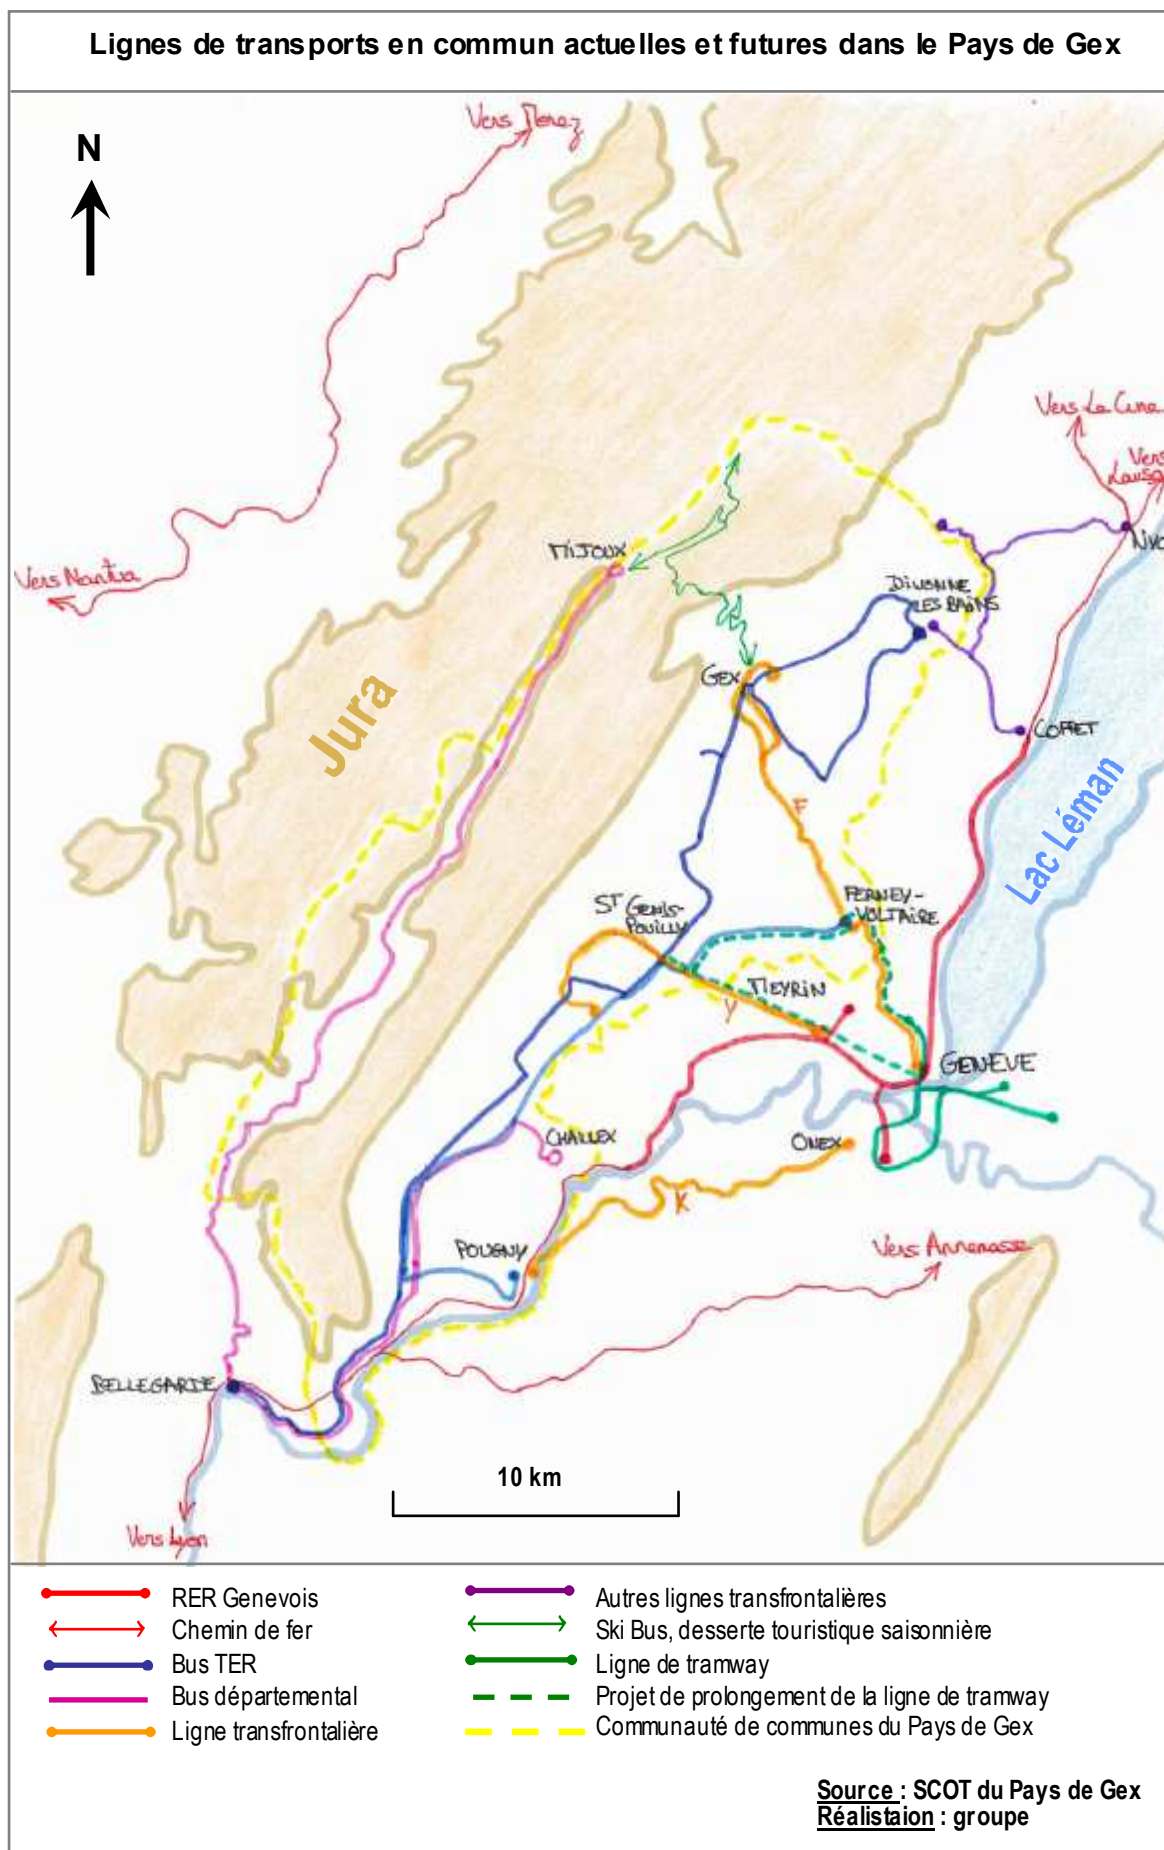 Lignes de transports en commun actuelles et futures dans le Pays de Gex
N
Vers Morez
Vers La Cure
Vers
Lausa
NYO
MIJOUX
Vers Nantua
DIVONNE
LES BAINS
GEX
Jura
COPPET
Lac Léman
F
FERNEY-
VOLTAIRE
ST GENIS-
POUILLY
MEYRIN
Y
GENEVE
CHALLEX
ONEX
K
POUGNY
Vers Annemasse
BELLEGARDE
10 km
Vers Lyon
RER Genevois
Chemin de fer
Bus TER
Bus départemental
Ligne transfrontalière
Autres lignes transfrontalières
Ski Bus, desserte touristique saisonnière
Ligne de tramway
Projet de prolongement de la ligne de tramway
Communauté de communes du Pays de Gex
Source : SCOT du Pays de Gex
Réalistaion : groupe